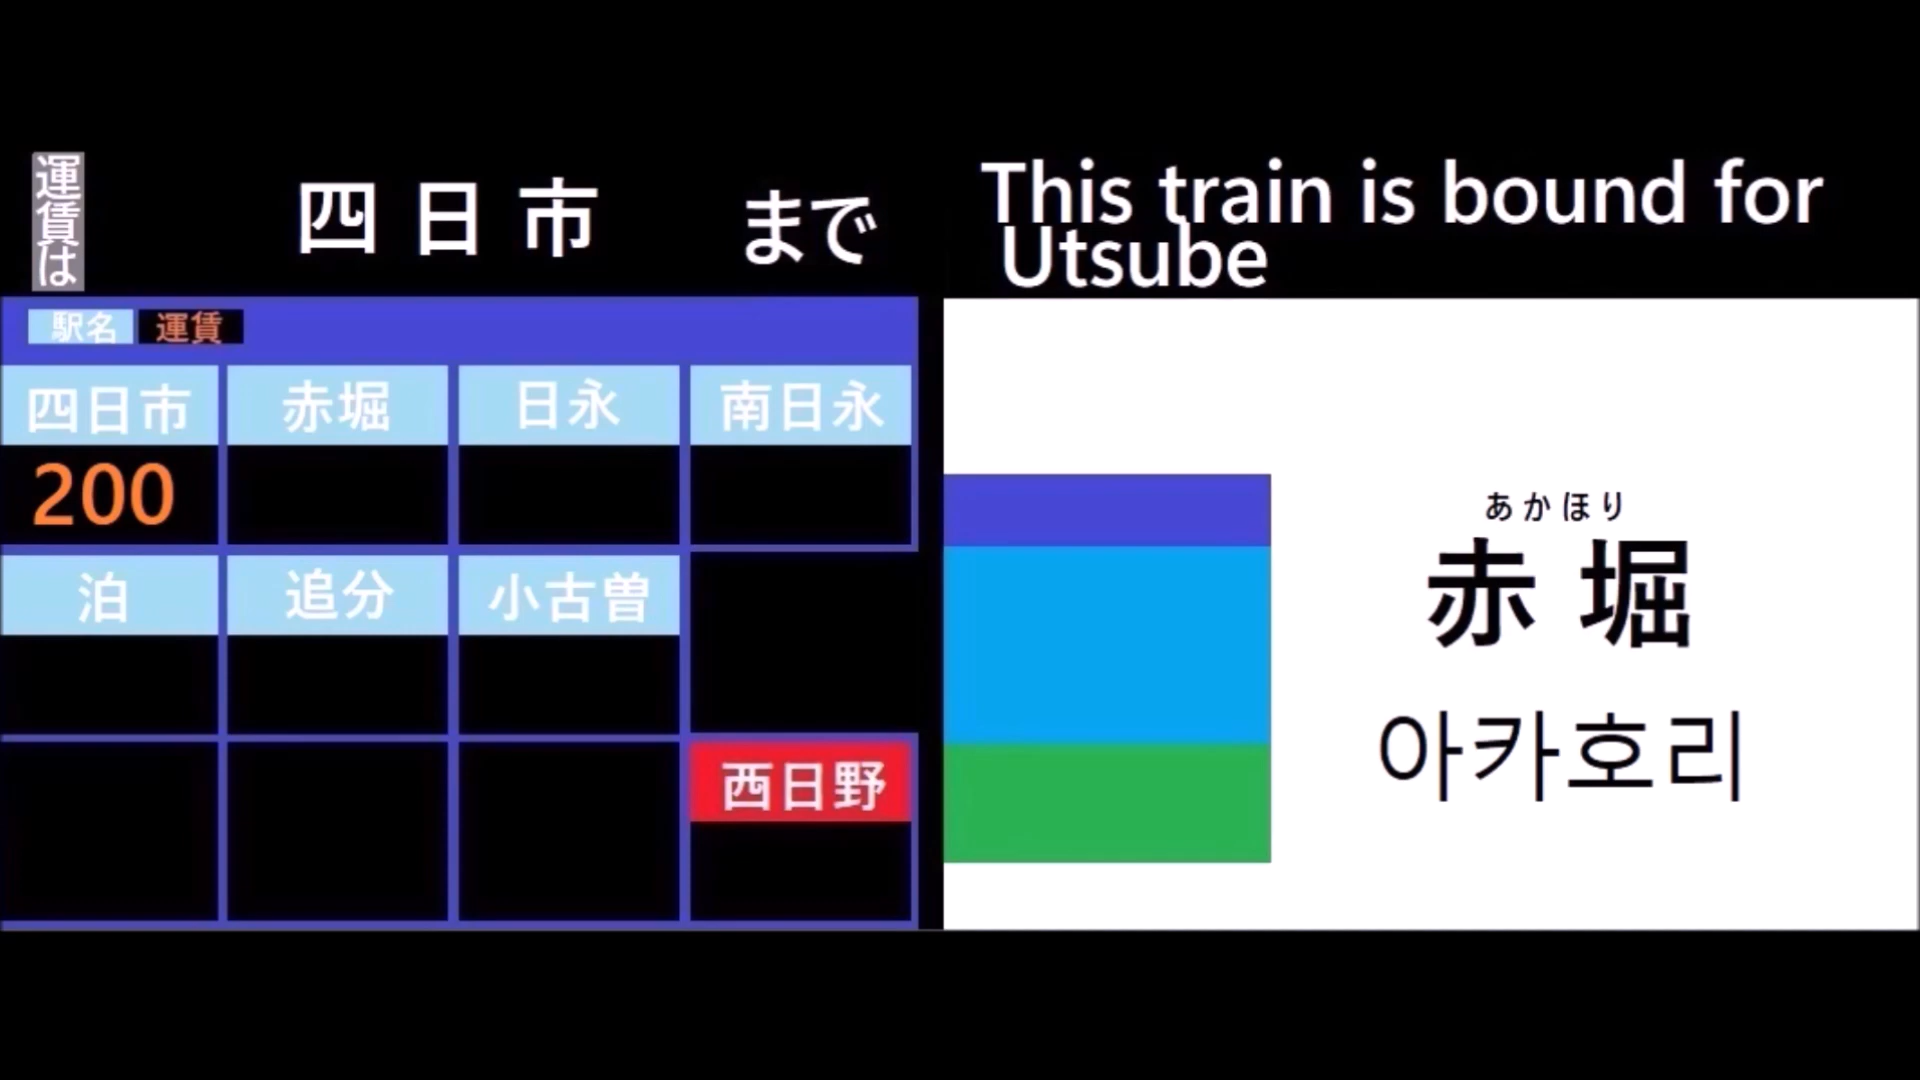 運賃は
四日市 まで
駅名 運賃
四日市 赤堀 日永 南日永
200
泊 追分 小古曽
西日野
This train is bound for
Utsube
あかほり
赤堀
아카호리